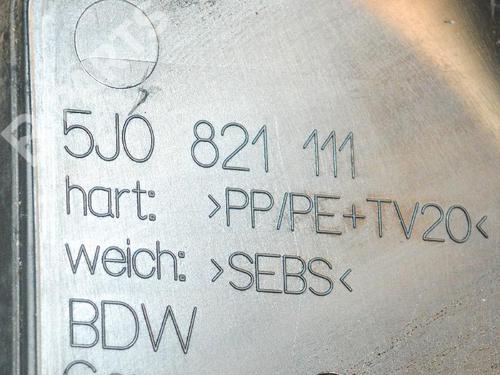 5J0 821 111
hart: >PP/PE+TV20<
weich: >SEBS<
BDW